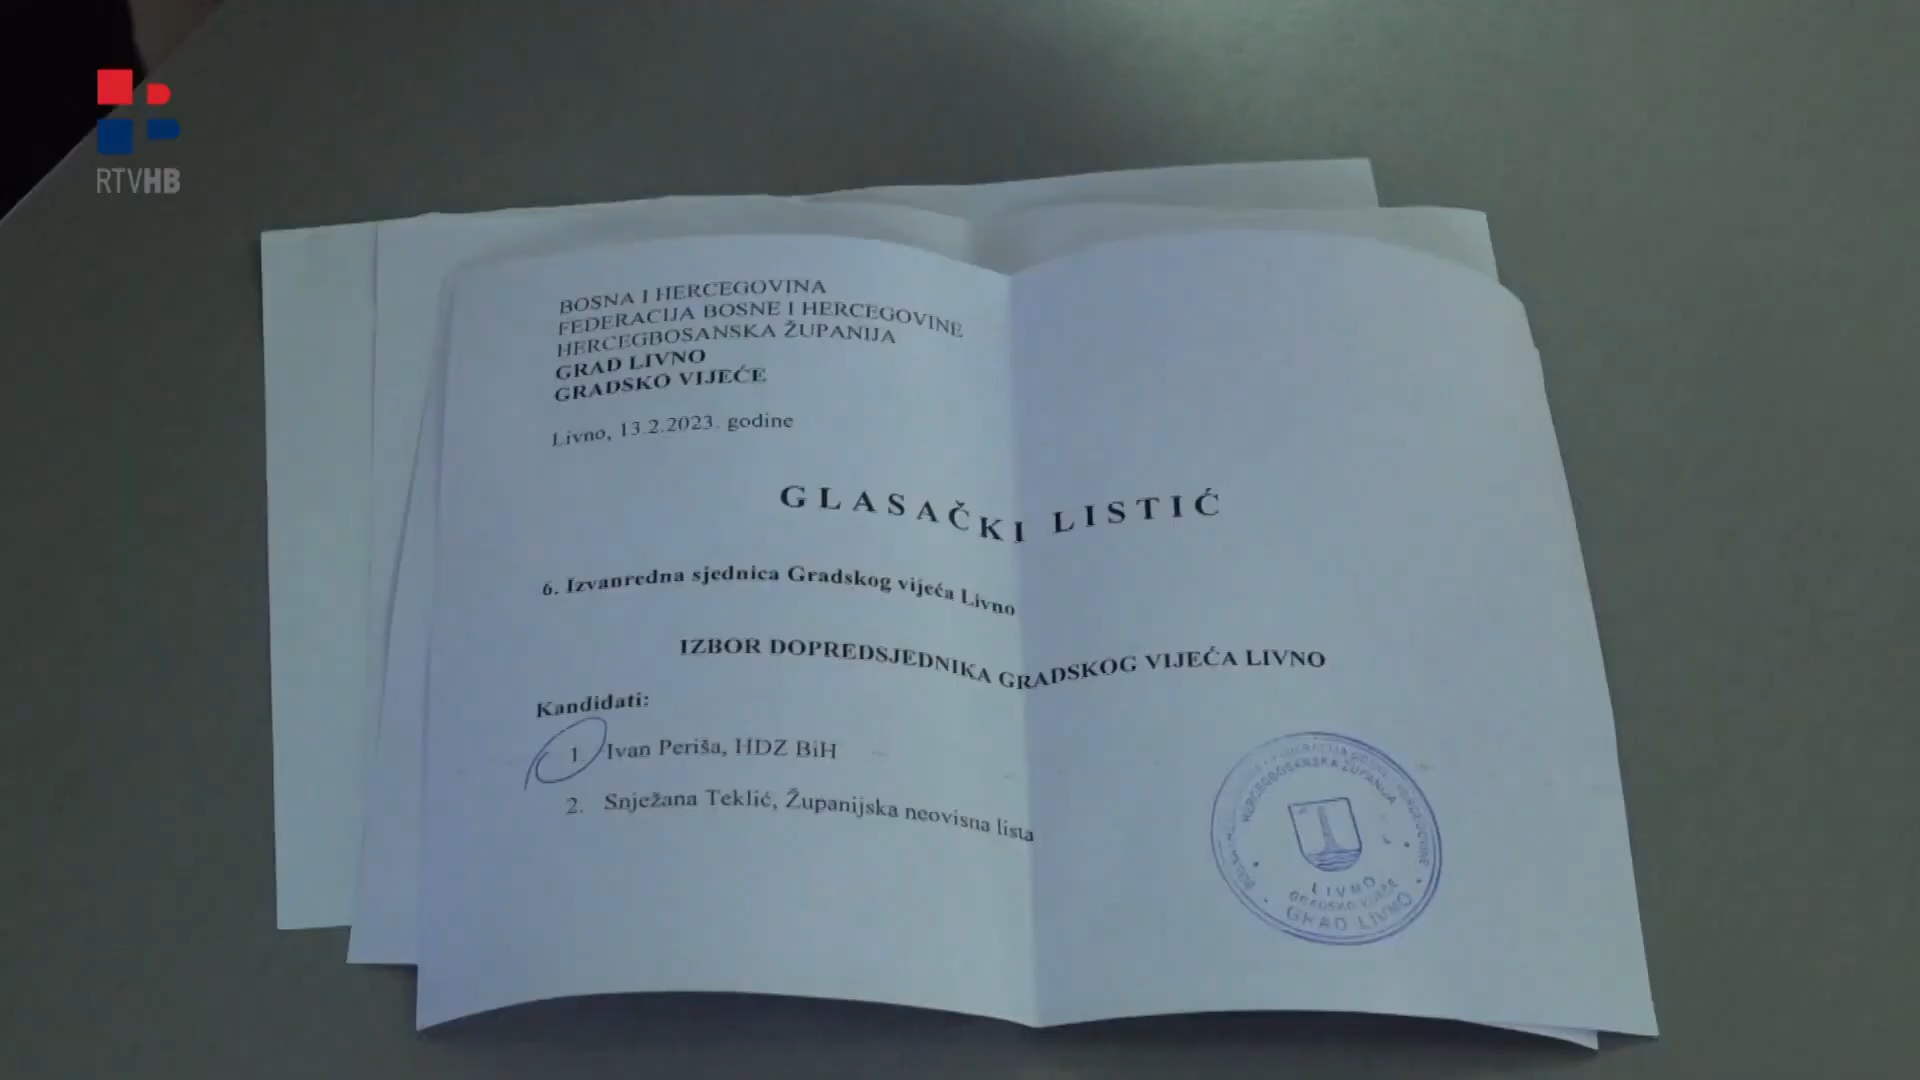 RTVHB
BOSNA I HERCEGOVINA
FEDERACIJA BOSNE I HERCEGOVINE
HERCEGBOSANSKA ŽUPANIJA
GRAD LIVNO
GRADSKO VIJEĆE
Livno, 13.2.2023. godine
GLASAČKI LISTIĆ
6. Izvanredna sjednica Gradskog vijeća Livno
IZBOR DOPREDSJEDNIKA GRADSKOG VIJEĆA LIVNO
Kandidati:
1. Ivan Periša, HDZ BiH
2. Snježana Teklić, Županijska neovisna lista
HERCEGBOSANSKA ŽUPANIJA
LIVNO
GRADSKO VIJEĆE
GRAD LIVNO